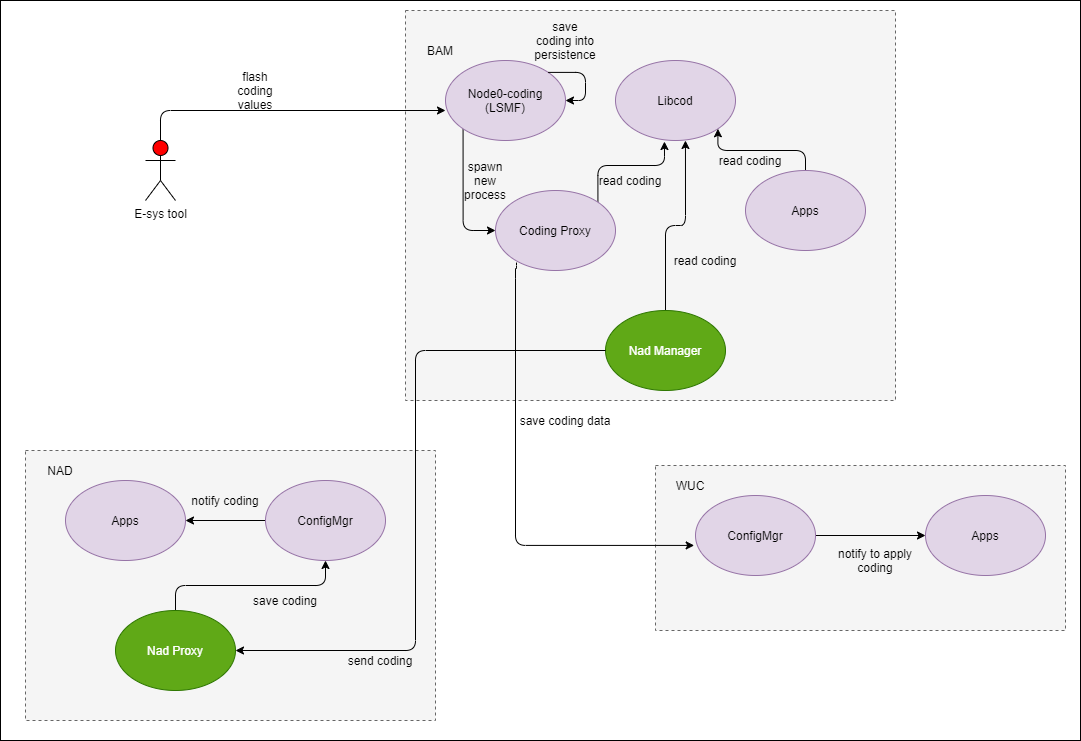 BAM
save
coding into
persistence
flash
coding
values
Node0-coding
(LSMF)
Libcod
E-sys tool
spawn
new
process
read coding
read coding
Apps
Coding Proxy
read coding
Nad Manager
save coding data
NAD
Apps
notify coding
ConfigMgr
save coding
Nad Proxy
send coding
WUC
ConfigMgr
notify to apply
coding
Apps